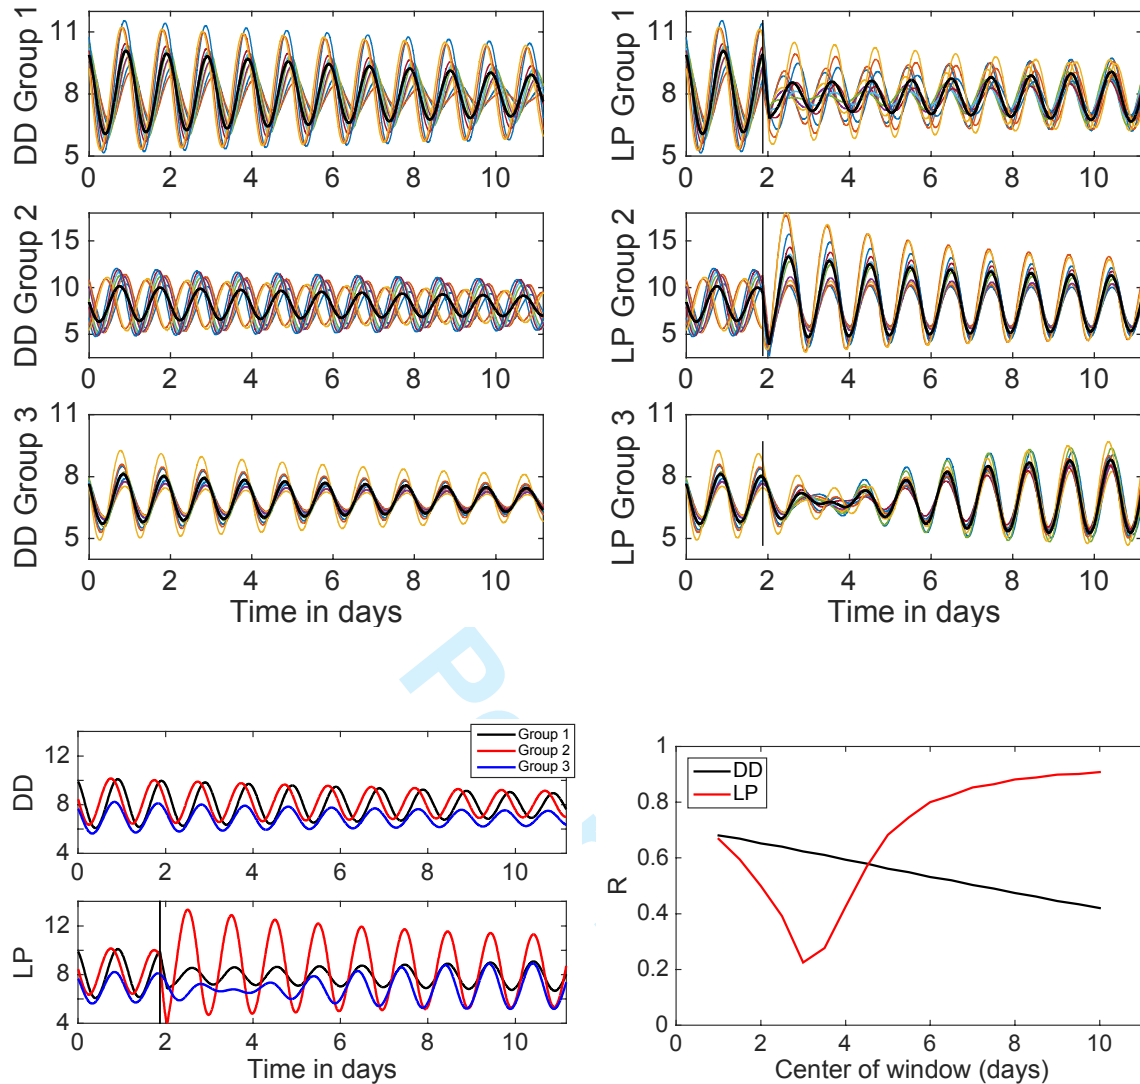 DD Group 1
11
8
5
0 2 4 6 8 10
LP Group 1
11
8
5
0 2 4 6 8 10
DD Group 2
15
10
5
0 2 4 6 8 10
LP Group 2
15
10
5
0 2 4 6 8 10
DD Group 3
11
8
5
0 2 4 6 8 10
Time in days
LP Group 3
11
8
5
0 2 4 6 8 10
Time in days
DD
12
8
4
Group 1
Group 2
Group 3
0 2 4 6 8 10
LP
12
8
4
0 2 4 6 8 10
Time in days
R
1
0.8
0.6
0.4
0.2
0
DD
LP
0 2 4 6 8 10
Center of window (days)